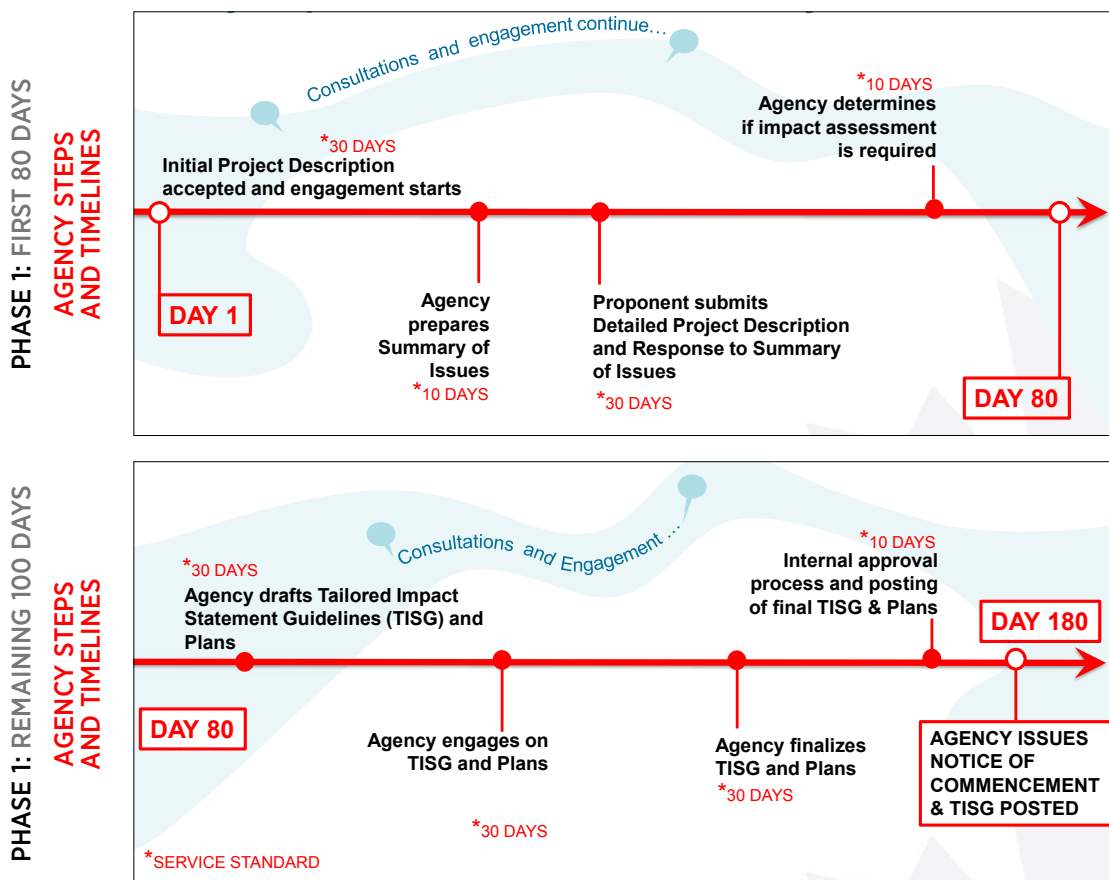 PHASE 1: FIRST 80 DAYS
AGENCY STEPS
AND TIMELINES
Consultations and engagement continue...
*30 DAYS
Initial Project Description
accepted and engagement starts
*10 DAYS
Agency determines
if impact assessment
is required
DAY 1
Agency
prepares
Summary of
Issues
*10 DAYS
Proponent submits
Detailed Project Description
and Response to Summary
of Issues
*30 DAYS
DAY 80
PHASE 1: REMAINING 100 DAYS
AGENCY STEPS
AND TIMELINES
Consultations and Engagement ...
*30 DAYS
Agency drafts Tailored Impact
Statement Guidelines (TISG) and
Plans
*10 DAYS
Internal approval
process and posting
of final TISG & Plans
DAY 180
DAY 80
Agency engages on
TISG and Plans
*30 DAYS
Agency finalizes
TISG and Plans
*30 DAYS
AGENCY ISSUES
NOTICE OF
COMMENCEMENT
& TISG POSTED
*SERVICE STANDARD